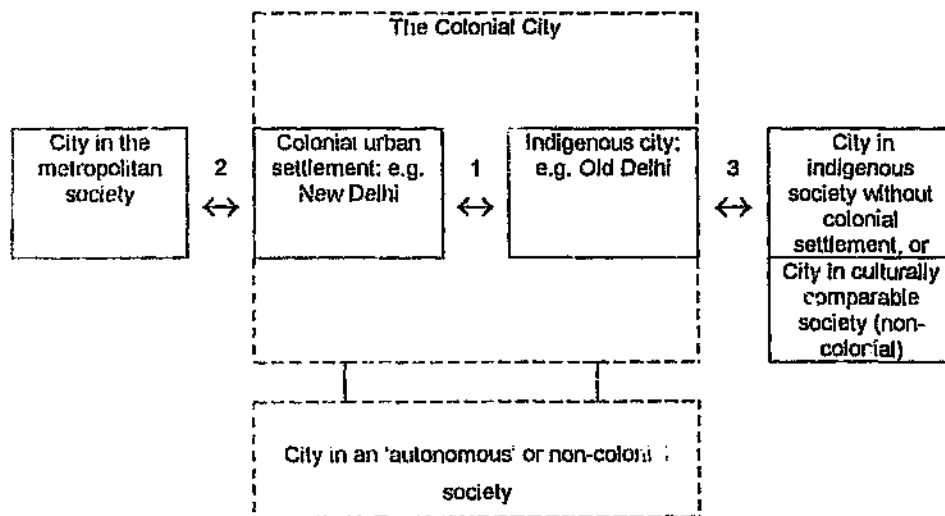 The Colonial City
City in the
metropolitan
society
2
Colonial urban
settlement; e.g.
New Delhi
1
Indigenous city;
e.g. Old Delhi
3
City in
indigenous
society without
colonial
settlement, or
City in culturally
comparable
society (non-
colonial)
City in an 'autonomous' or
society